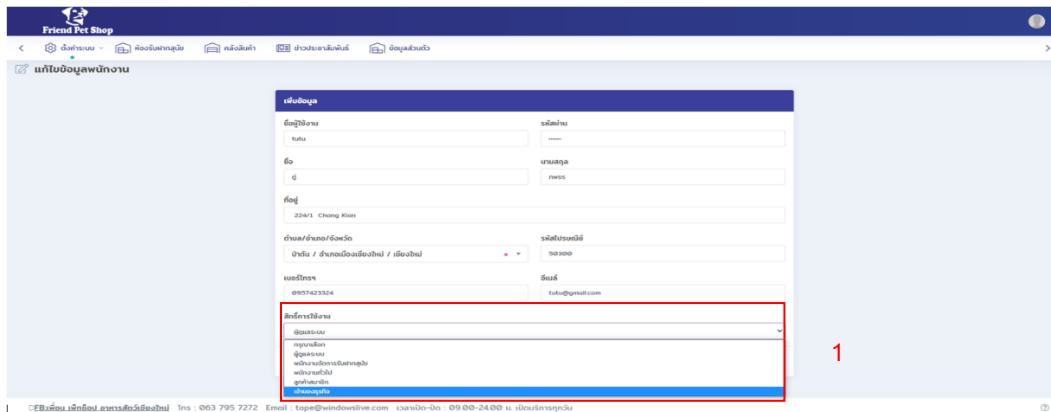 Friend Pet Shop
ตั้งค่าระบบ ห้องรับฝากสุนัข คลังสินค้า ข่าวประชาสัมพันธ์ ข้อมูลส่วนตัว
แก้ไขข้อมูลพนักงาน
เพิ่มข้อมูล
ชื่อผู้ใช้งาน รหัสผ่าน
tutu ······
ชื่อ นามสกุล
ตู่ ภพรร
ที่อยู่
224/1 Chang Kian
ตำบล/อำเภอ/จังหวัด รหัสไปรษณีย์
ป่าตัน / อำเภอเมืองเชียงใหม่ / เชียงใหม่ × 50300
เบอร์โทรฯ อีเมล์
0957423324 tutu@gmail.com
สิทธิ์การใช้งาน
ผู้ดูแลระบบ
กรุณาเลือก
ผู้ดูแลระบบ
พนักงานจัดการรับฝากสุนัข
พนักงานทั่วไป
ลูกค้าสมาชิก
เจ้าของธุรกิจ
1
FB:เพื่อน เพ็ทช็อป อาหารสัตว์เชียงใหม่ โทร : 063 795 7272 Email : tape@windowslive.com เวลาเปิด-ปิด : 09.00-24.00 น. เปิดบริการทุกวัน